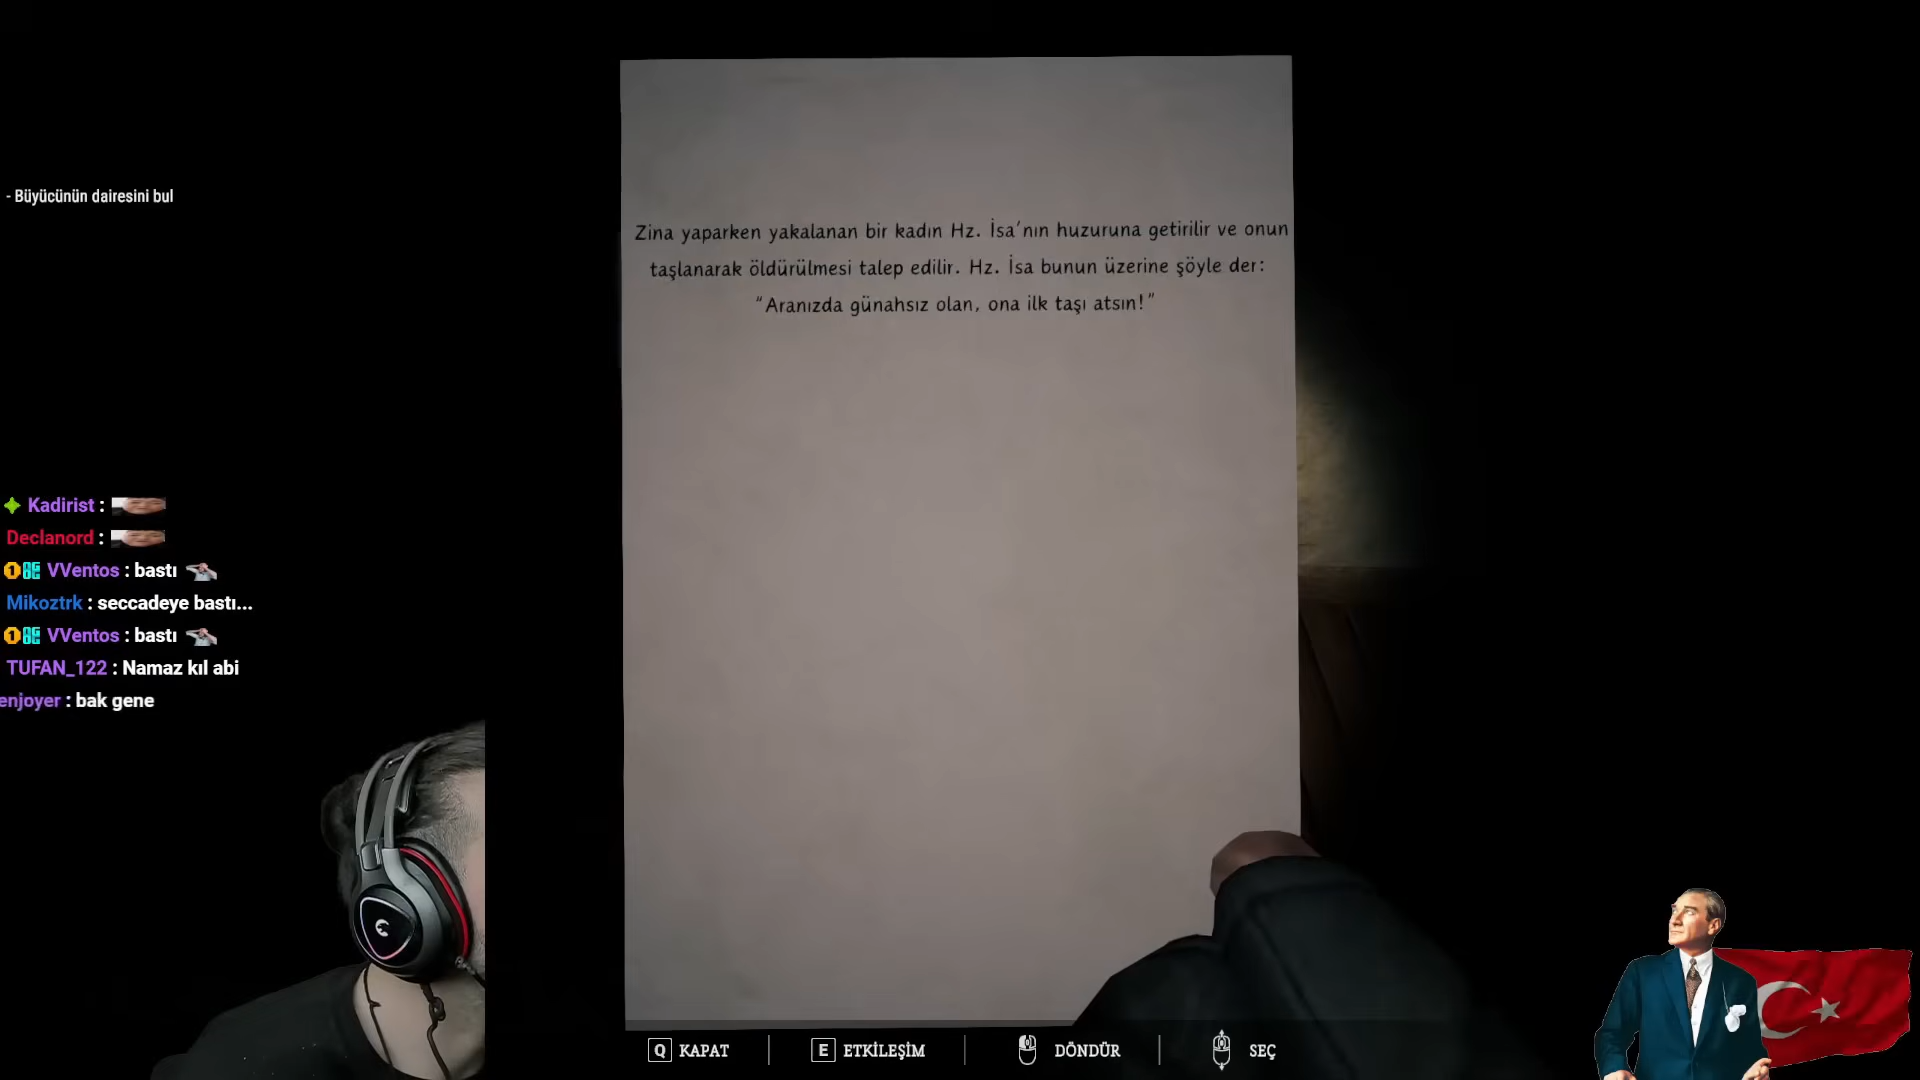 - Büyücünün dairesini bul
Zina yaparken yakalanan bir kadın Hz. İsa'nın huzuruna getirilir ve onun
taşlanarak öldürülmesi talep edilir. Hz. İsa bunun üzerine şöyle der:
"Aranızda günahsız olan, ona ilk taşı atsın!"
Kadirist :
Declanord :
VVentos : bastı
Mikoztrk : seccadeye bastı...
VVentos : bastı
TUFAN_122 : Namaz kıl abi
enjoyer : bak gene
Q KAPAT E ETKİLEŞİM DÖNDÜR SEÇ